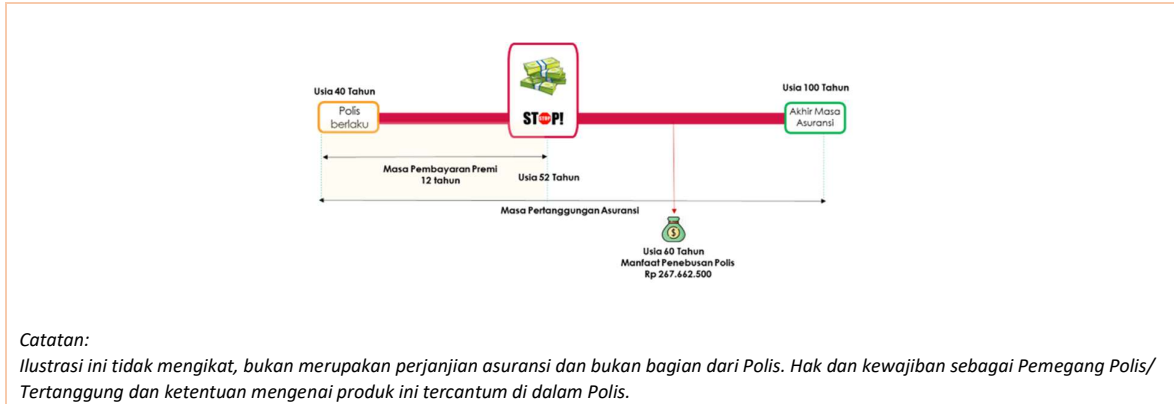 Usia 40 Tahun
Polis
berlaku
STOP!
Usia 100 Tahun
Akhir Masa
Asuransi
Masa Pembayaran Premi
12 tahun
Usia 52 Tahun
Masa Pertanggungan Asuransi
Usia 60 Tahun
Manfaat Penebusan Polis
Rp 267.662.500
Catatan:
Ilustrasi ini tidak mengikat, bukan merupakan perjanjian asuransi dan bukan bagian dari Polis. Hak dan kewajiban sebagai Pemegang Polis/
Tertanggung dan ketentuan mengenai produk ini tercantum di dalam Polis.